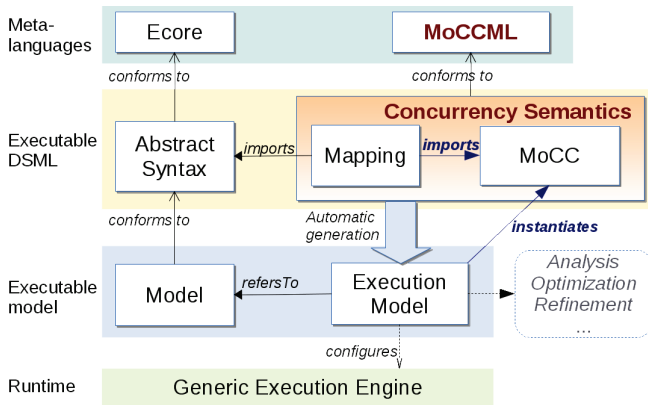 Meta-
languages
Ecore
MoCCML
conforms to
conforms to
Concurrency Semantics
Executable
DSML
Abstract
Syntax
imports
Mapping
imports
MoCC
conforms to
Automatic
generation
instantiates
Executable
model
Model
refersTo
Execution
Model
Analysis
Optimization
Refinement
...
configures
Runtime
Generic Execution Engine